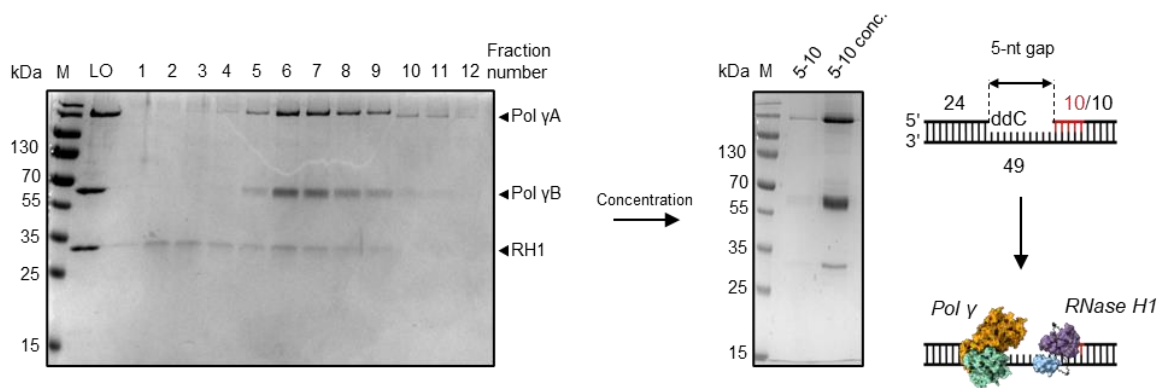 kDa M LO 1 2 3 4 5 6 7 8 9 10 11 12 Fraction
number
130
70
55
35
25
15
Pol γA
Pol γB
RH1
Concentration
kDa M 5-10 5-10 conc.
130
70
55
35
25
15
5-nt gap
24 10/10
ddC
5'
3'
49
Pol γ RNase H1